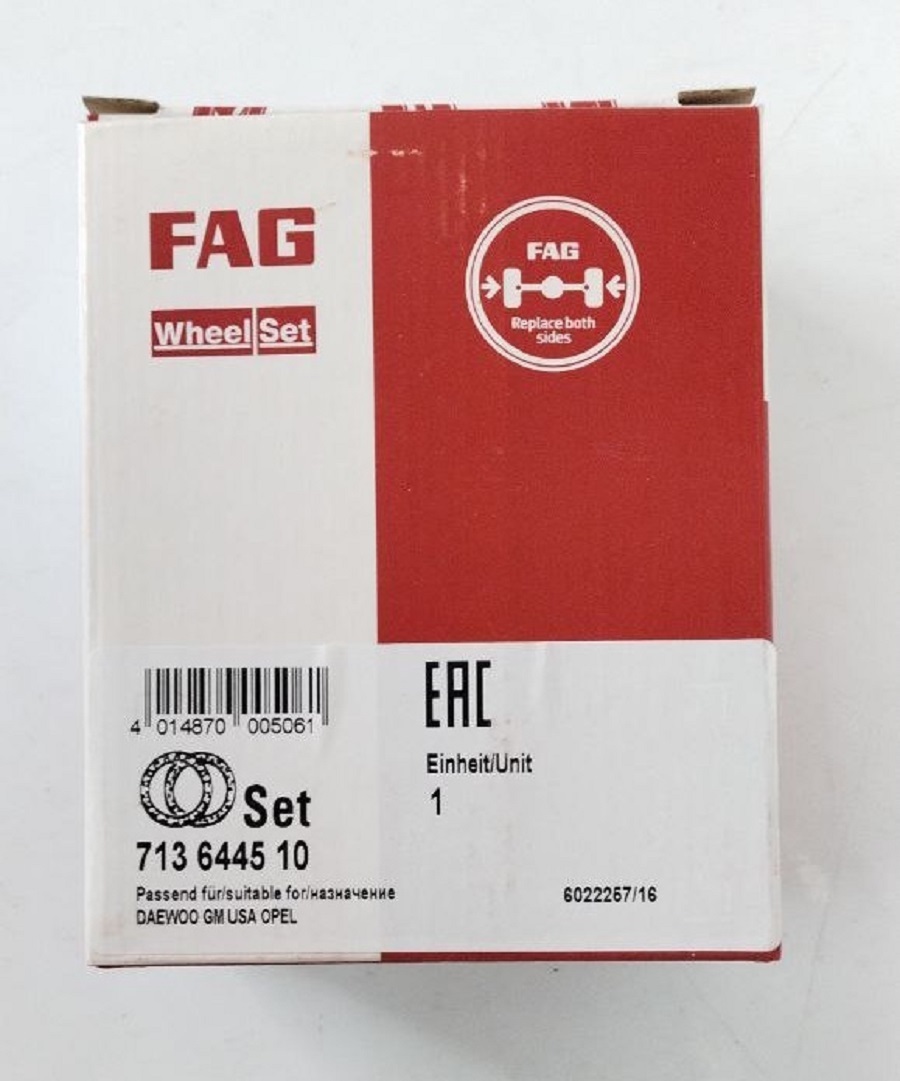 FAG
Wheel Set
FAG
Replace both
sides
4 014870 005061
Set
713 6445 10
Passend für/suitable for/назначение
DAEWOO GM USA OPEL
EAC
Einheit/Unit
1
6022257/16